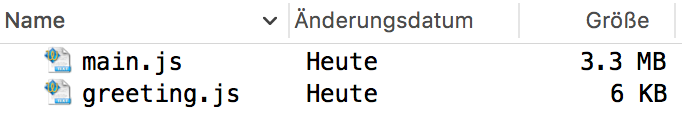 Name Änderungsdatum Größe
main.js Heute 3.3 MB
greeting.js Heute 6 KB